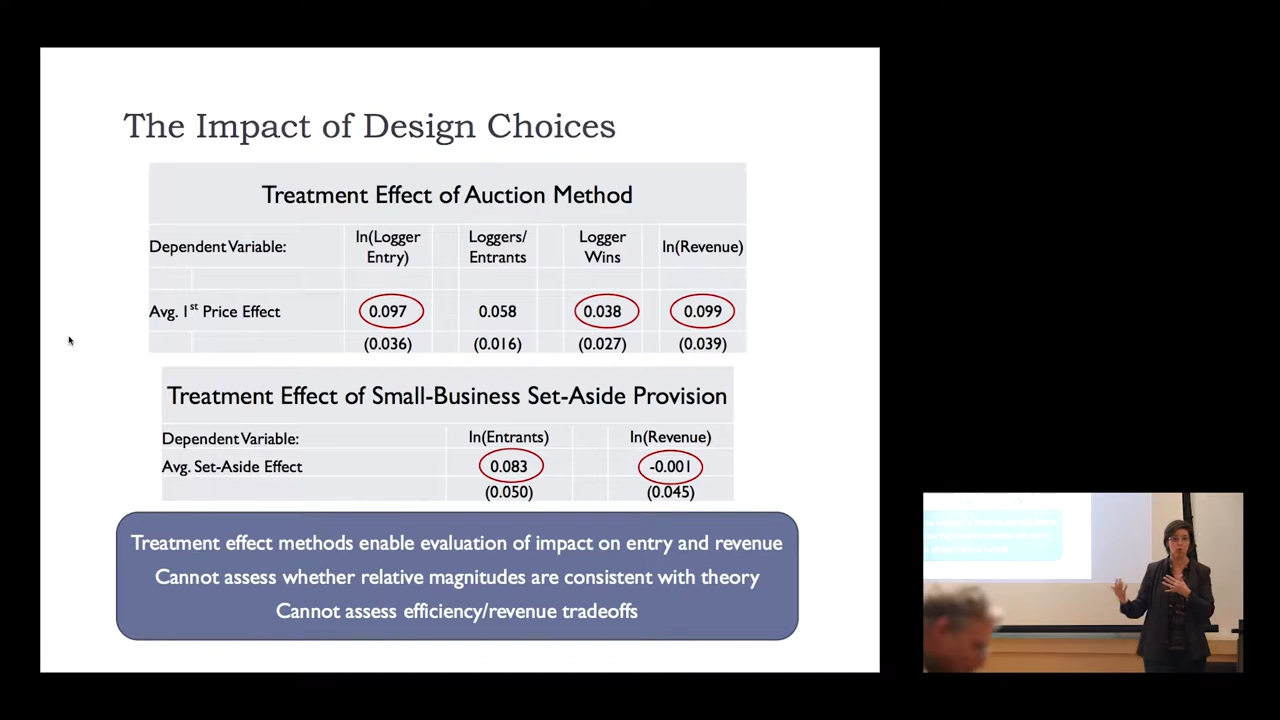 The Impact of Design Choices
Treatment Effect of Auction Method
Dependent Variable: ln(Logger Entry) Loggers/ Entrants Logger Wins ln(Revenue)
Avg. 1st Price Effect 0.097 0.058 0.038 0.099
(0.036) (0.016) (0.027) (0.039)
Treatment Effect of Small-Business Set-Aside Provision
Dependent Variable: ln(Entrants) ln(Revenue)
Avg. Set-Aside Effect 0.083 -0.001
(0.050) (0.045)
Treatment effect methods enable evaluation of impact on entry and revenue
Cannot assess whether relative magnitudes are consistent with theory
Cannot assess efficiency/revenue tradeoffs